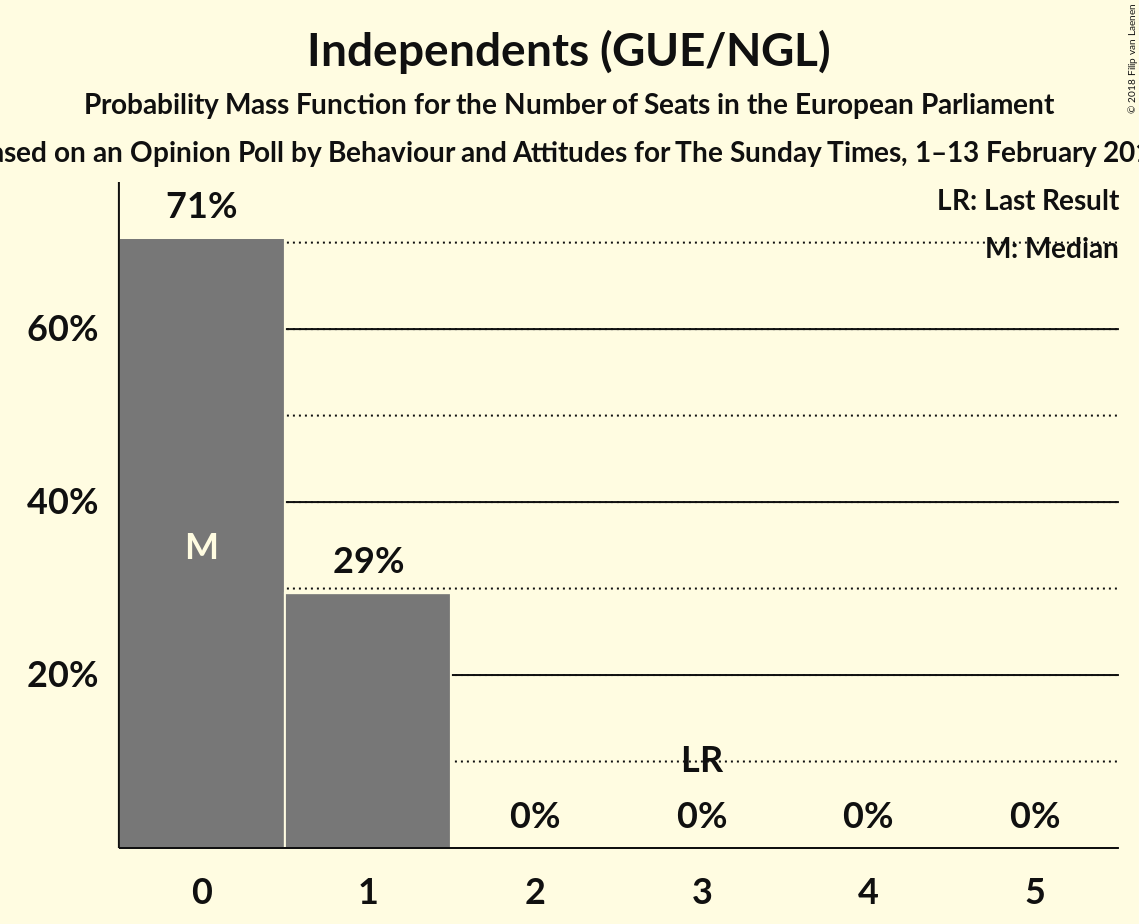 Independents (GUE/NGL)
Probability Mass Function for the Number of Seats in the European Parliament
on an Opinion Poll by Behaviour and Attitudes for The Sunday Times, 1–13 February
© 2018 Filip van Laenen
LR: Last Result
M: Median
71%
60%
40%
M
29%
20%
LR
0% 0% 0% 0%
0 1 2 3 4 5